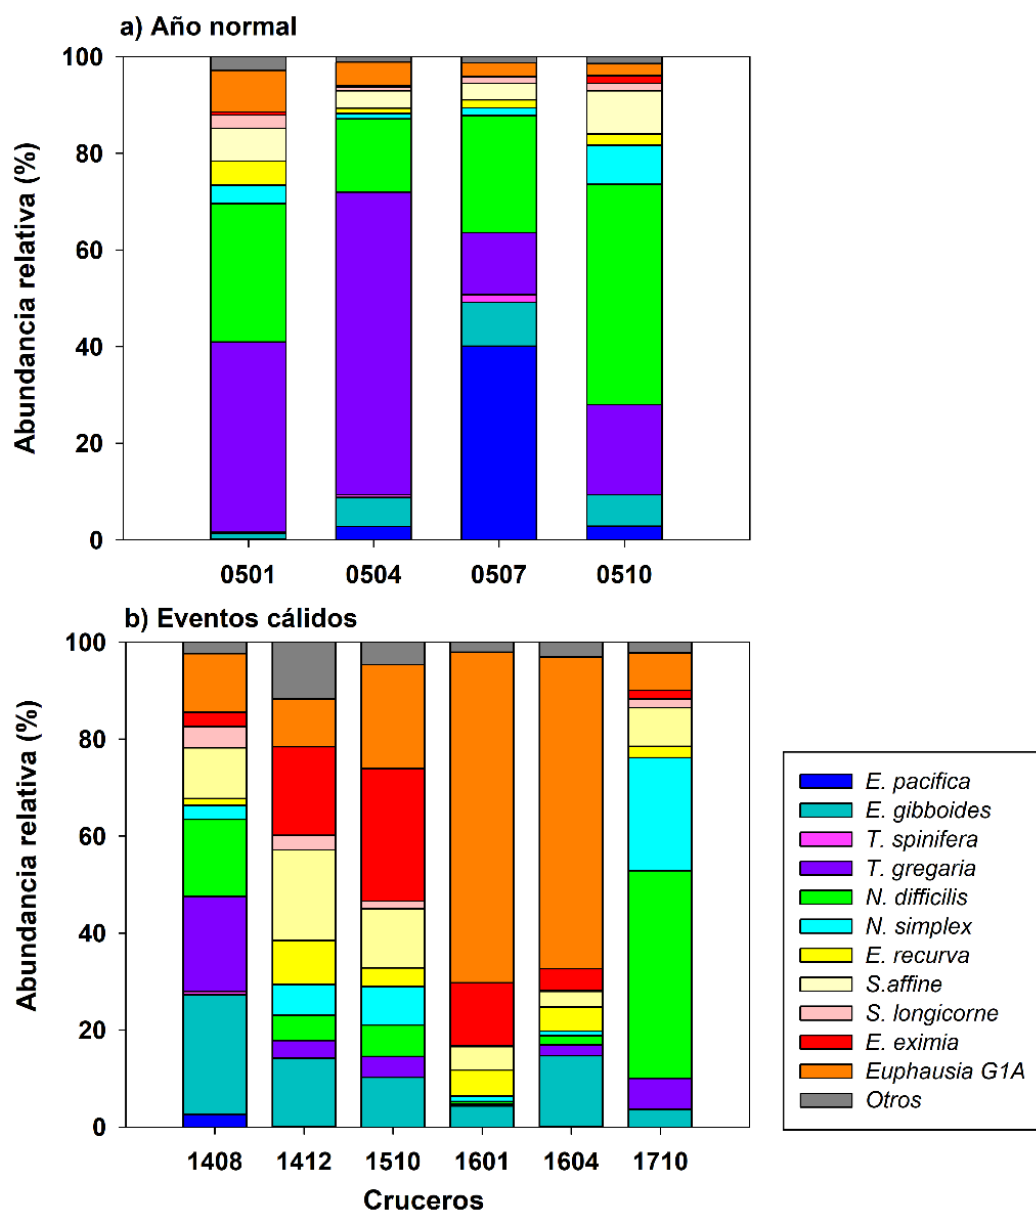 a) Año normal
Abundancia relativa (%)
100
80
60
40
20
0
0501 0504 0507 0510
b) Eventos cálidos
Abundancia relativa (%)
100
80
60
40
20
0
1408 1412 1510 1601 1604 1710
Cruceros
E. pacifica
E. gibboides
T. spinifera
T. gregaria
N. difficilis
N. simplex
E. recurva
S.affine
S. longicorne
E. eximia
Euphausia G1A
Otros